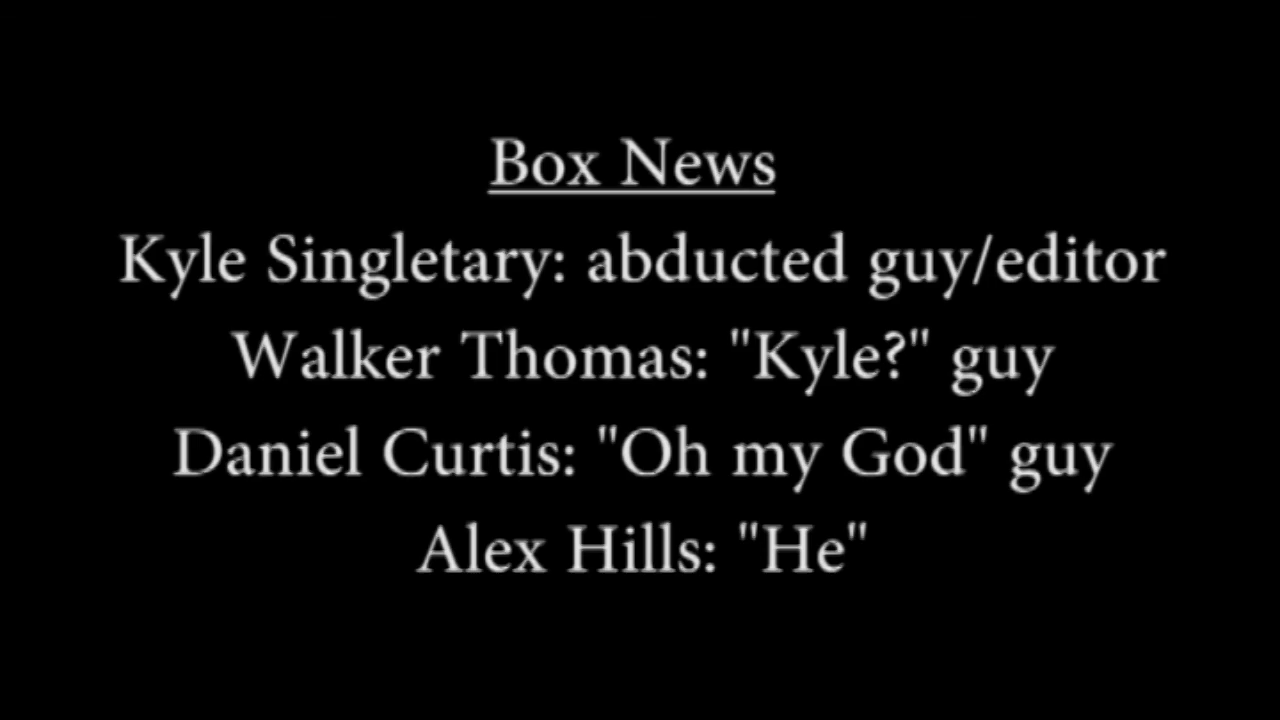 Box News
Kyle Singletary: abducted guy/editor
Walker Thomas: "Kyle?" guy
Daniel Curtis: "Oh my God" guy
Alex Hills: "He"